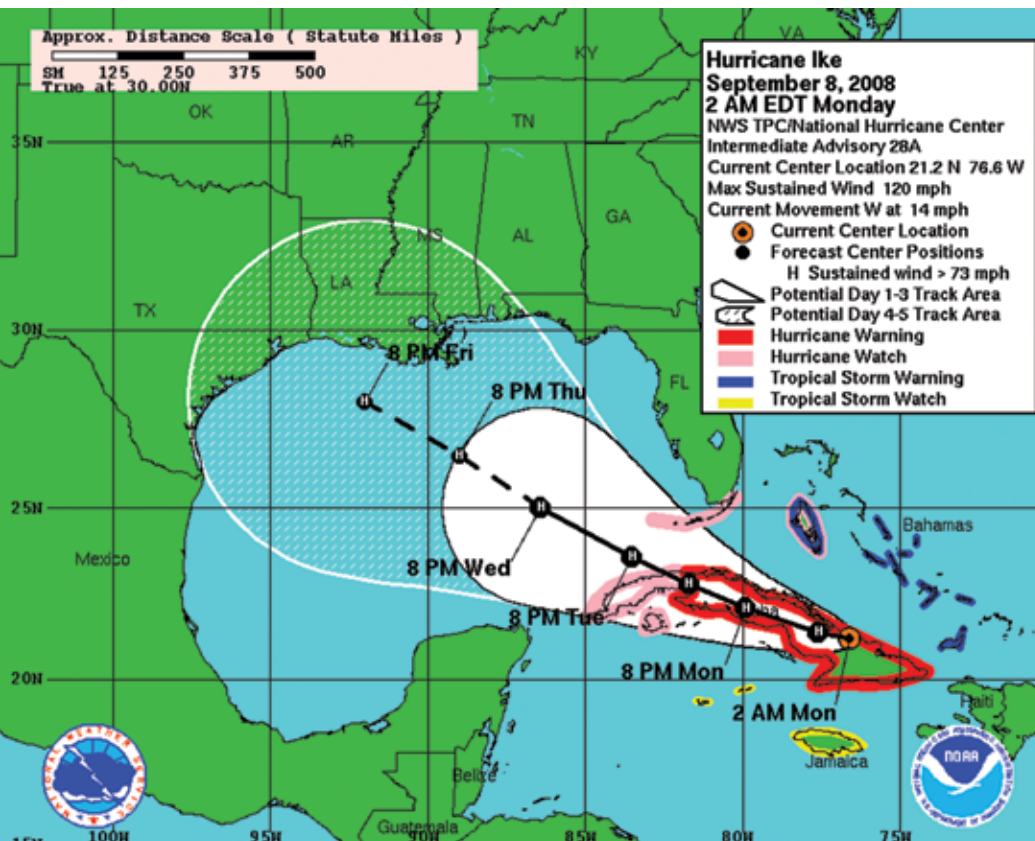 Approx. Distance Scale ( Statute Miles )
SM 125 250 375 500
True at 30.00N
Hurricane Ike
September 8, 2008
2 AM EDT Monday
NWS TPC/National Hurricane Center
Intermediate Advisory 28A
Current Center Location 21.2 N 76.6 W
Max Sustained Wind 120 mph
Current Movement W at 14 mph
Current Center Location
Forecast Center Positions
H Sustained wind > 73 mph
Potential Day 1-3 Track Area
Potential Day 4-5 Track Area
Hurricane Warning
Hurricane Watch
Tropical Storm Warning
Tropical Storm Watch
KY
VA
OK
AR
TN
35N
MS
AL
GA
TX
LA
30N
FL
8 PM Fri
H
8 PM Thu
H
25N
H
Bahamas
Mexico
8 PM Wed
H
H
H
8 PM Tue
H
8 PM Mon
20N
2 AM Mon
Haiti
Jamaica
Belize
Guatemala
NATIONAL WEATHER SERVICE
NOAA
15N 100W 95W 90W 85W 80W 75W